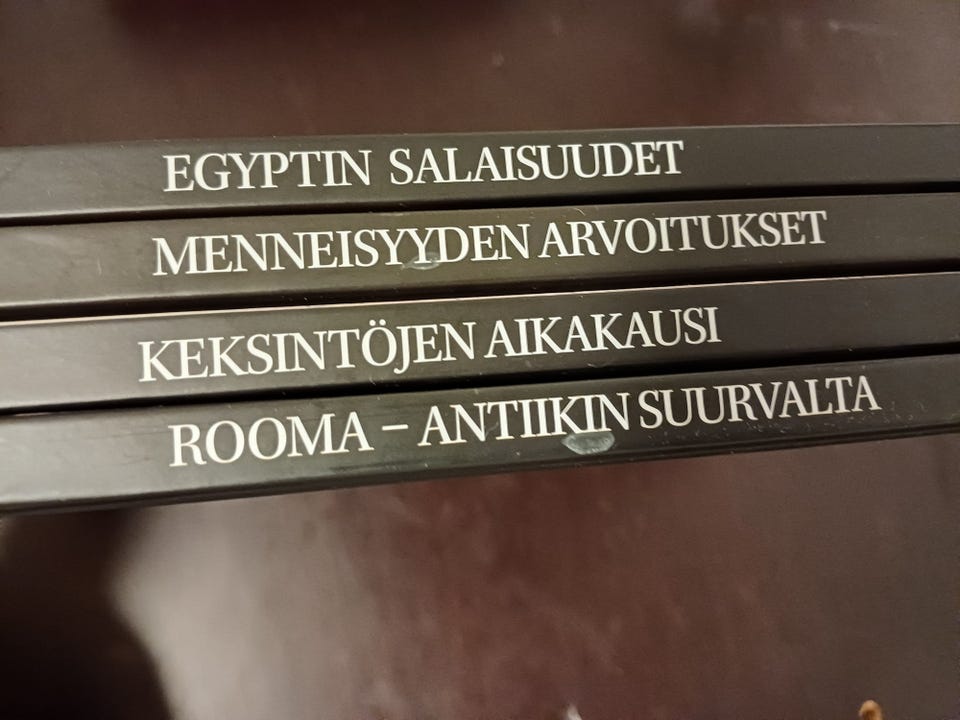 EGYPTIN SALAISUUDET
MENNEISYYDEN ARVOITUKSET
KEKSINTÖJEN AIKAKAUSI
ROOMA – ANTIIKIN SUURVALTA